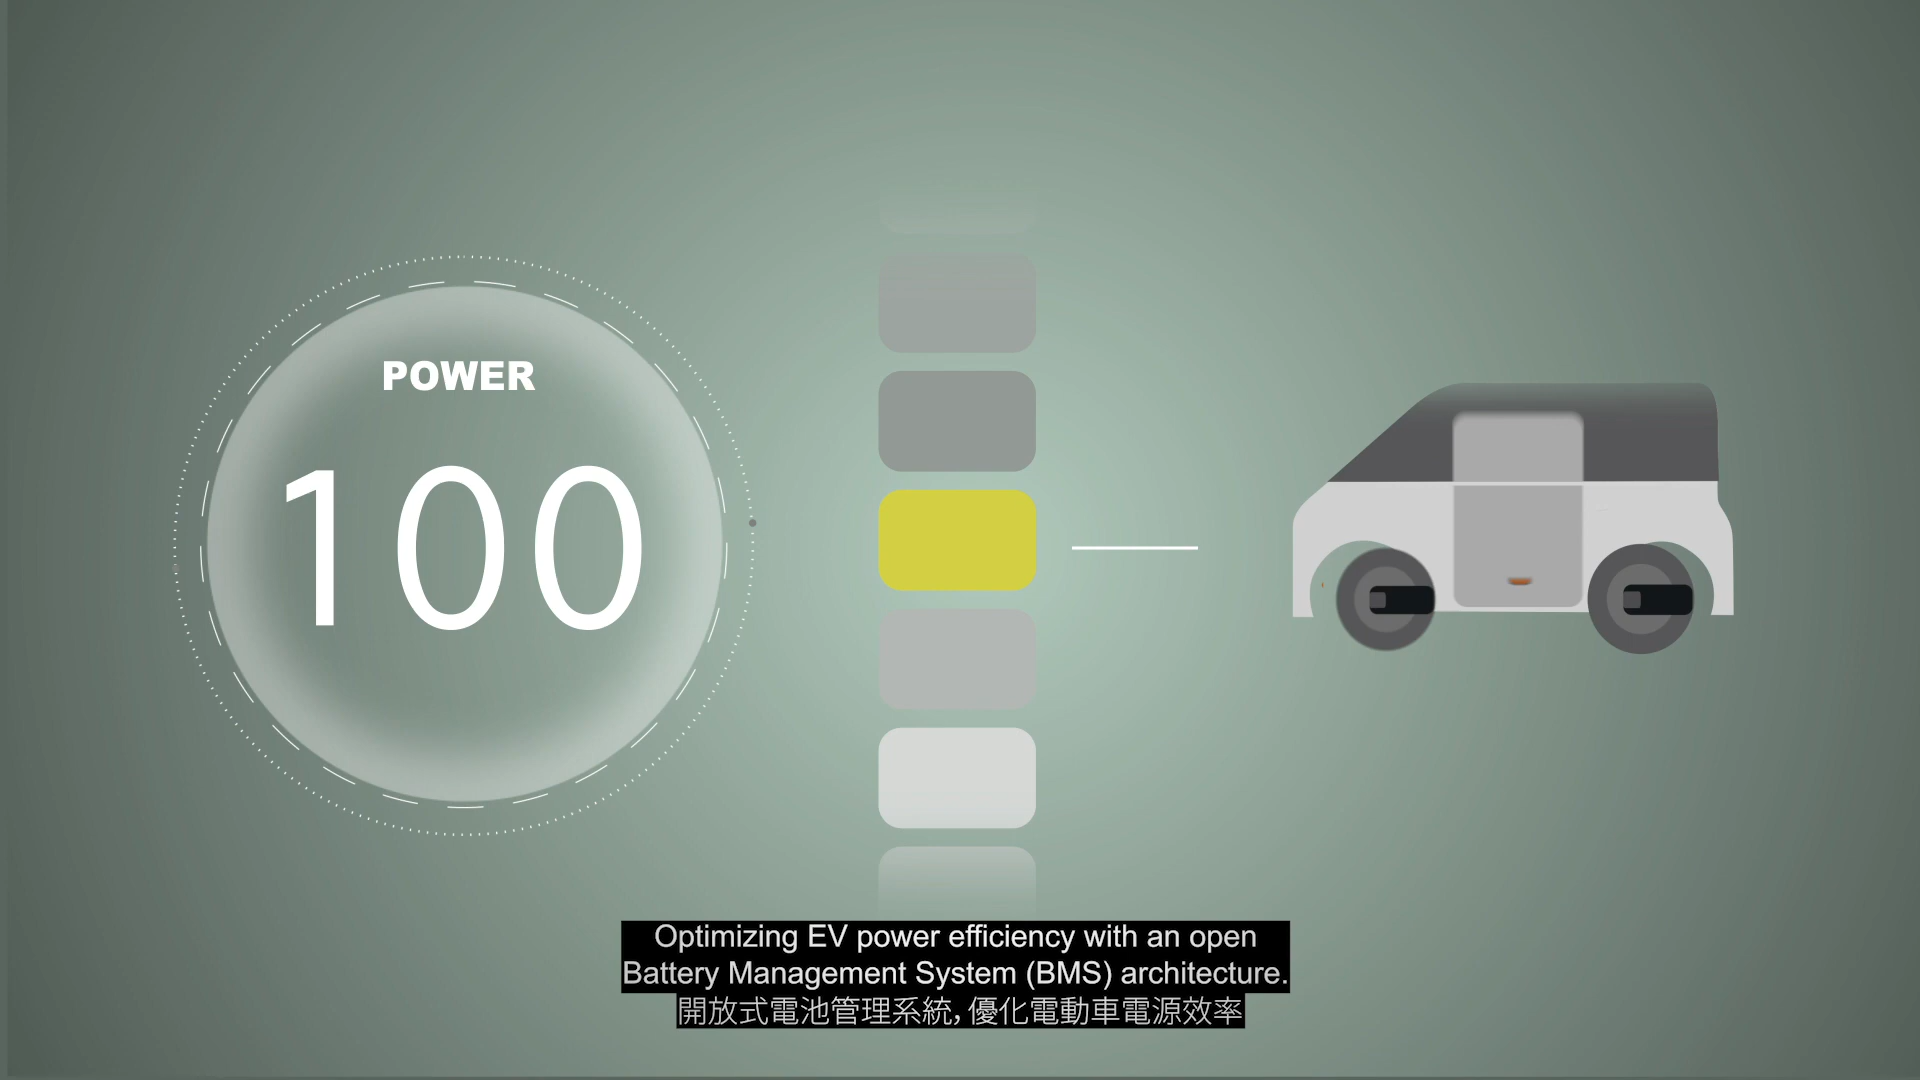 POWER
100
Optimizing EV power efficiency with an open
Battery Management System (BMS) architecture.
開放式電池管理系統，優化電動車電源效率